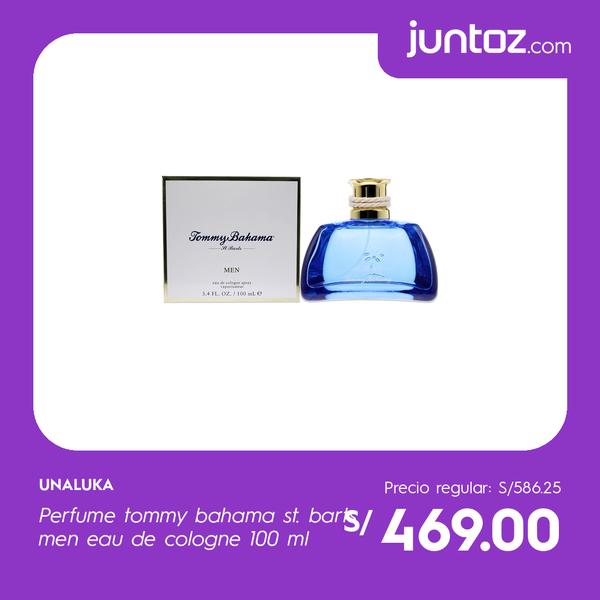 juntoz.com
Tommy Bahama
St Barts
MEN
eau de cologne spray
vaporisateur
3.4 FL. OZ. / 100 mL ℮
UNALUKA
Precio regular: S/586.25
Perfume tommy bahama st. barts
men eau de cologne 100 ml
S/ 469.00